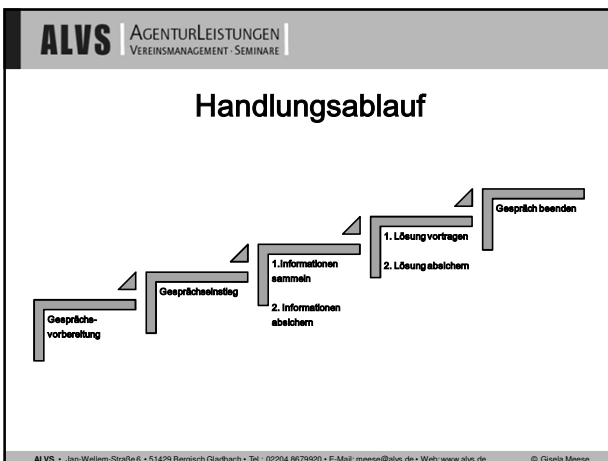 ALVS AGENTURLEISTUNGEN
VEREINSMANAGEMENT · SEMINARE
Handlungsablauf
Gesprächs-
vorbereitung
Gesprächseinstieg
1.Informationen
sammeln
2. Informationen
absichern
1. Lösung vortragen
2. Lösung absichern
Gespräch beenden
ALVS • Jan-Wellem-Straße 6 • 51429 Bergisch Gladbach • Tel.: 02204 8679920 • E-Mail: meese@alvs.de • Web: www.alvs.de © Gisela Meese